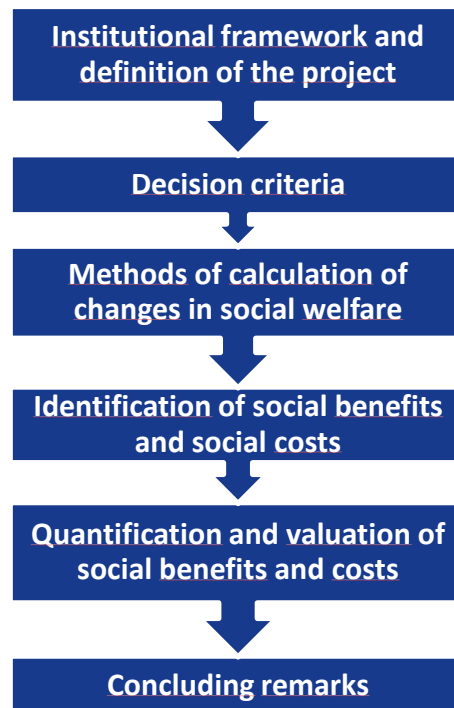 Institutional framework and
definition of the project
Decision criteria
Methods of calculation of
changes in social welfare
Identification of social benefits
and social costs
Quantification and valuation of
social benefits and costs
Concluding remarks